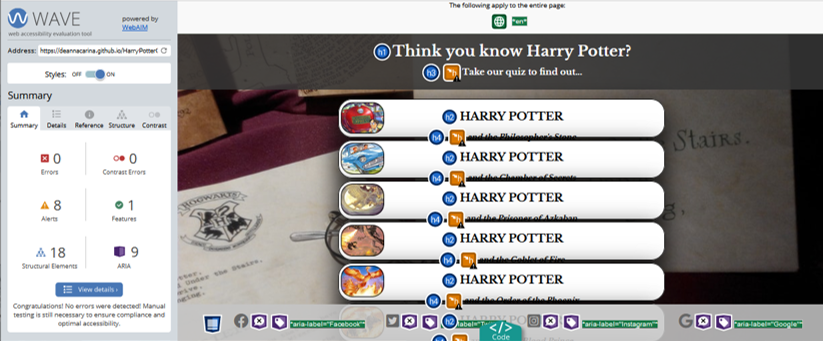 WAVE
powered by
WebAIM
web accessibility evaluation tool
Address: https://deannacarina.github.io/HarryPotter/
Styles: OFF ON
Summary
Summary Details Reference Structure Contrast
0 Errors
0 Contrast Errors
8 Alerts
1 Features
18 Structural Elements
9 ARIA
View details ›
Congratulations! No errors were detected! Manual
testing is still necessary to ensure compliance and
optimal accessibility.
The following apply to the entire page:
*"en"*
h1 Think you know Harry Potter?
h3 Take our quiz to find out...
h2 HARRY POTTER
h4 and the Philosopher's Stone
h2 HARRY POTTER
h4 and the Chamber of Secrets
h2 HARRY POTTER
h4 and the Prisoner of Azkaban
h2 HARRY POTTER
h4 and the Goblet of Fire
h2 HARRY POTTER
h4 and the Order of the Phoenix
HOGWARTS
Stairs.
Under the Stairs,
*aria-label="Facebook"*
h2
*aria-label="Instagram"*
*aria-label="Google"*
</> Code